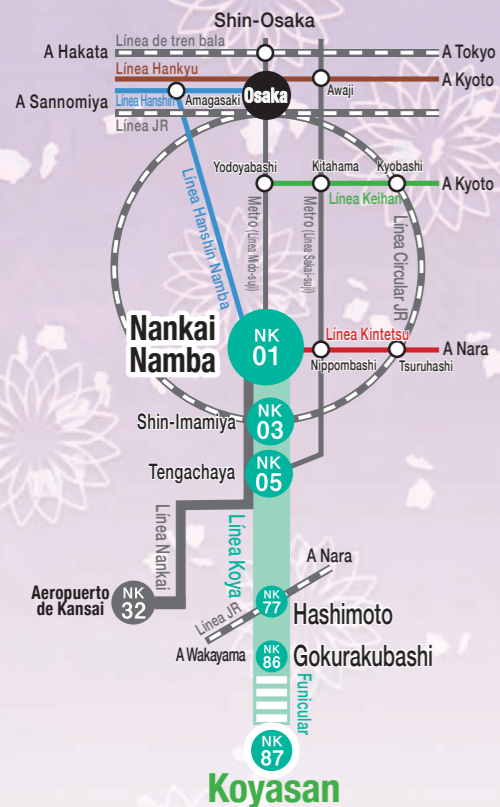 Shin-Osaka
A Hakata
Línea de tren bala
A Tokyo
Línea Hankyu
Awaji
A Kyoto
A Sannomiya
Línea Hanshin
Amagasaki
Osaka
Línea JR
Yodoyabashi
Kitahama
Kyobashi
A Kyoto
Línea Keihan
Línea Hanshin Namba
Metro (Línea Mido-suji)
Metro (Línea Sakai-suji)
Línea Circular JR
Nankai
Namba
NK
01
Línea Kintetsu
A Nara
Nippombashi
Tsuruhashi
Shin-Imamiya
NK
03
Tengachaya
NK
05
Línea Nankai
Línea Koya
Aeropuerto
de Kansai
NK
32
A Nara
NK
77
Hashimoto
Línea JR
A Wakayama
NK
86
Gokurakubashi
Funicular
NK
87
Koyasan